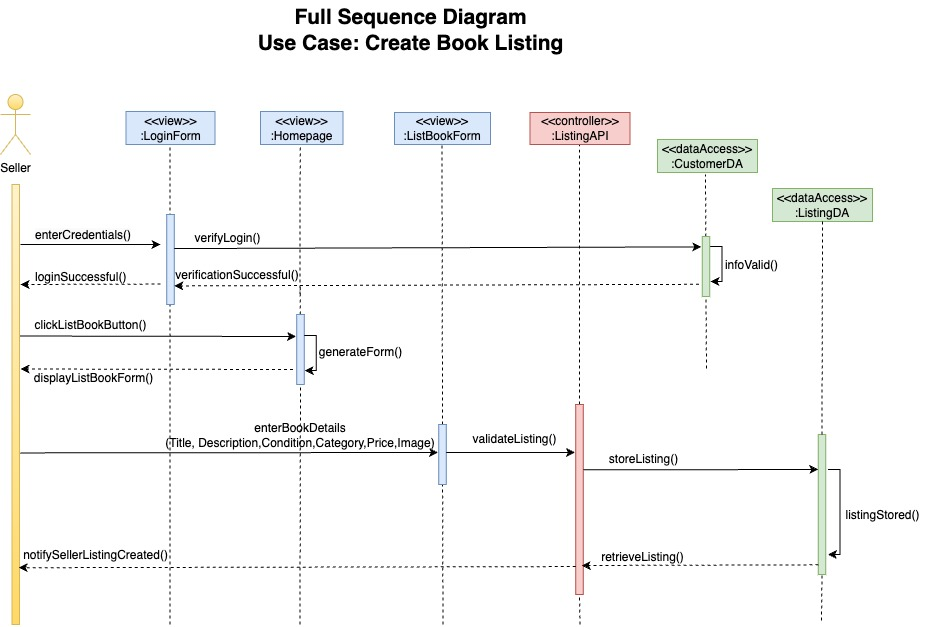 Full Sequence Diagram
Use Case: Create Book Listing
<<view>>
:LoginForm
<<view>>
:Homepage
<<view>>
:ListBookForm
<<controller>>
:ListingAPI
<<dataAccess>>
:CustomerDA
<<dataAccess>>
:ListingDA
Seller
enterCredentials()
verifyLogin()
infoValid()
loginSuccessful()
verificationSuccessful()
clickListBookButton()
generateForm()
displayListBookForm()
enterBookDetails
(Title, Description,Condition,Category,Price,Image)
validateListing()
storeListing()
listingStored()
notifySellerListingCreated()
retrieveListing()